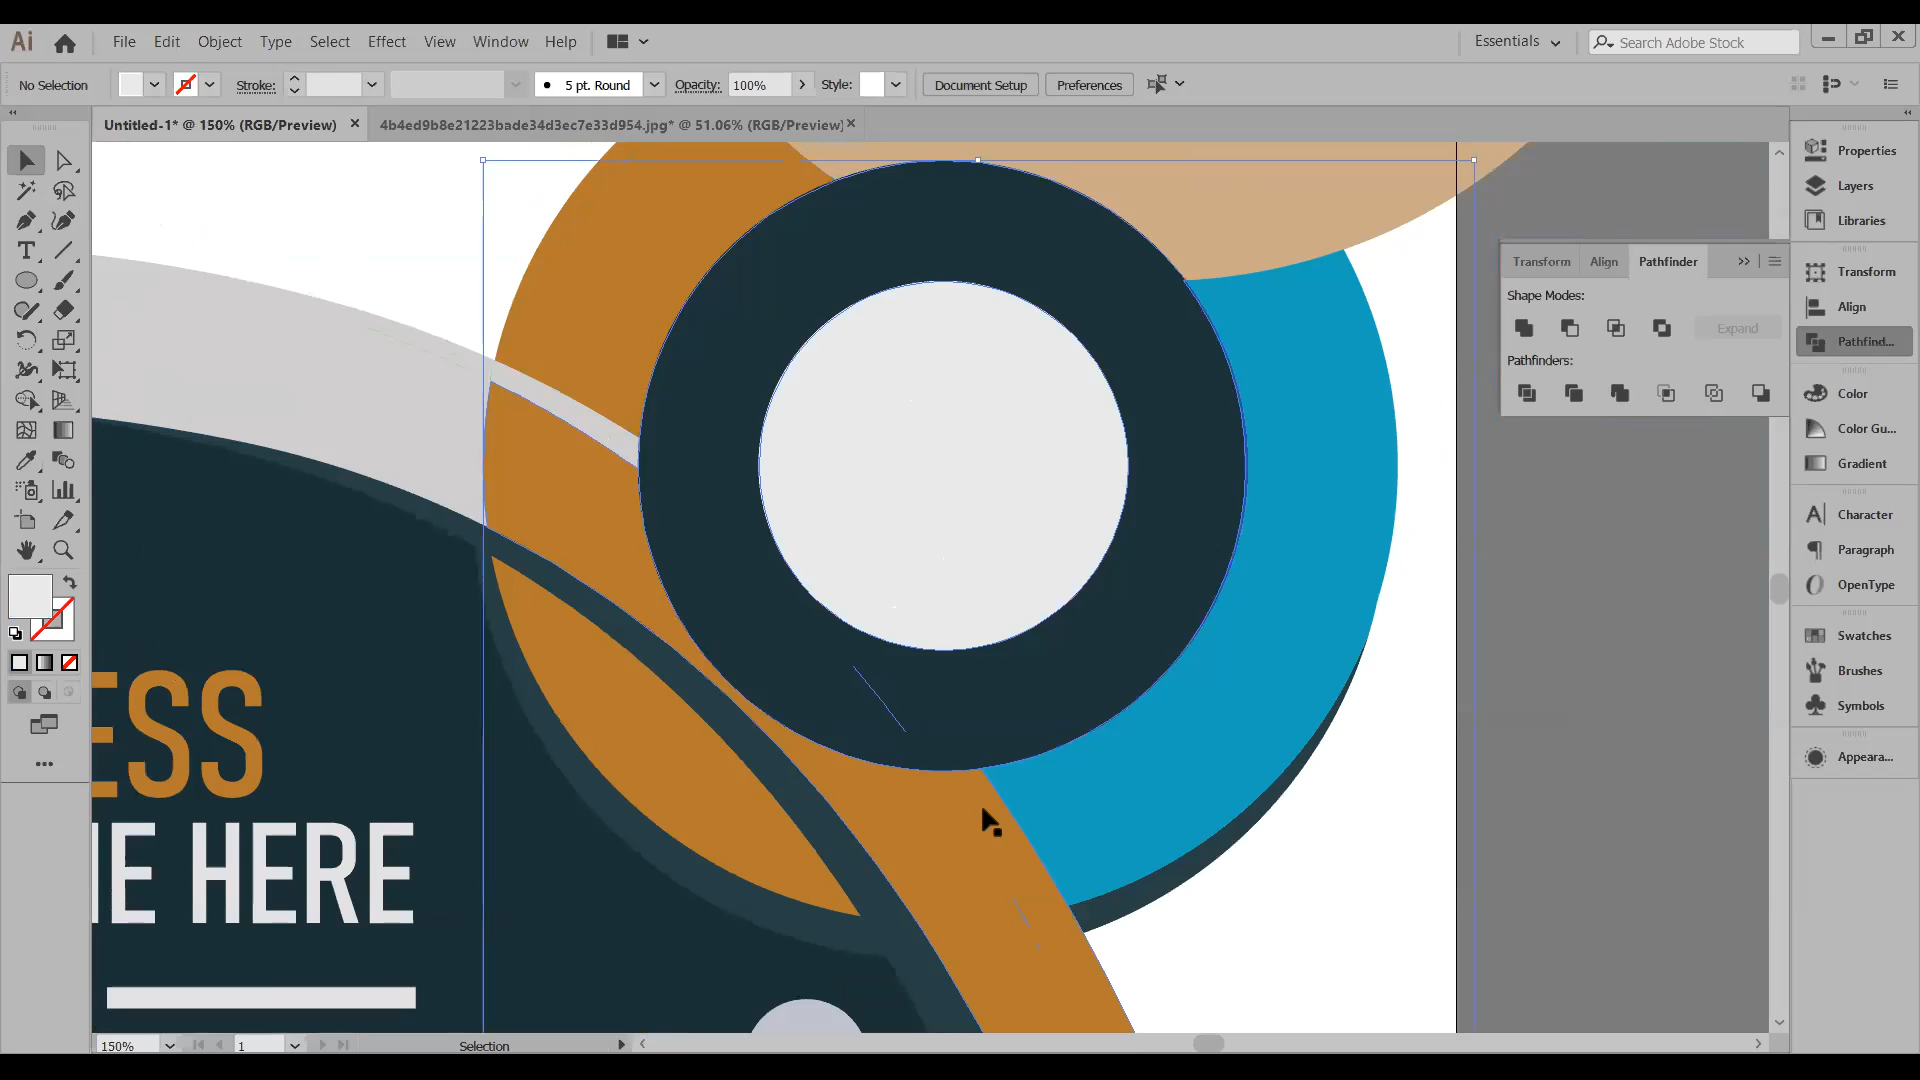 Ai File Edit Object Type Select Effect View Window Help Essentials Search Adobe Stock
No Selection Stroke: 5 pt. Round Opacity: 100% Style: Document Setup Preferences
Untitled-1* @ 150% (RGB/Preview) 4b4ed9b8e21223bade34d3ec7e33d954.jpg* @ 51.06% (RGB/Preview)
Properties
Layers
Libraries
Transform
Align
Pathfind...
Color
Color Gu...
Gradient
Character
Paragraph
OpenType
Swatches
Brushes
Symbols
Appeara...
Transform Align Pathfinder
Shape Modes:
Expand
Pathfinders:
ESS
ME HERE
150% 1 Selection